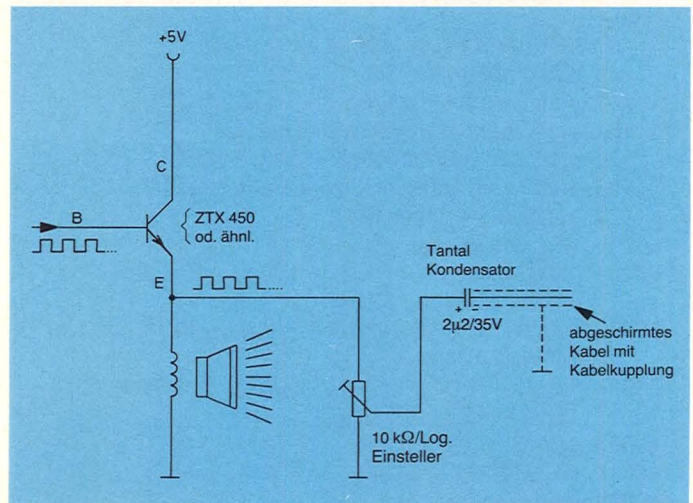 +5V
C
B
ZTX 450
od. ähnl.
E
Tantal
Kondensator
+ −
2µ2/35V
abgeschirmtes
Kabel mit
Kabelkupplung
10 kΩ/Log.
Einsteller